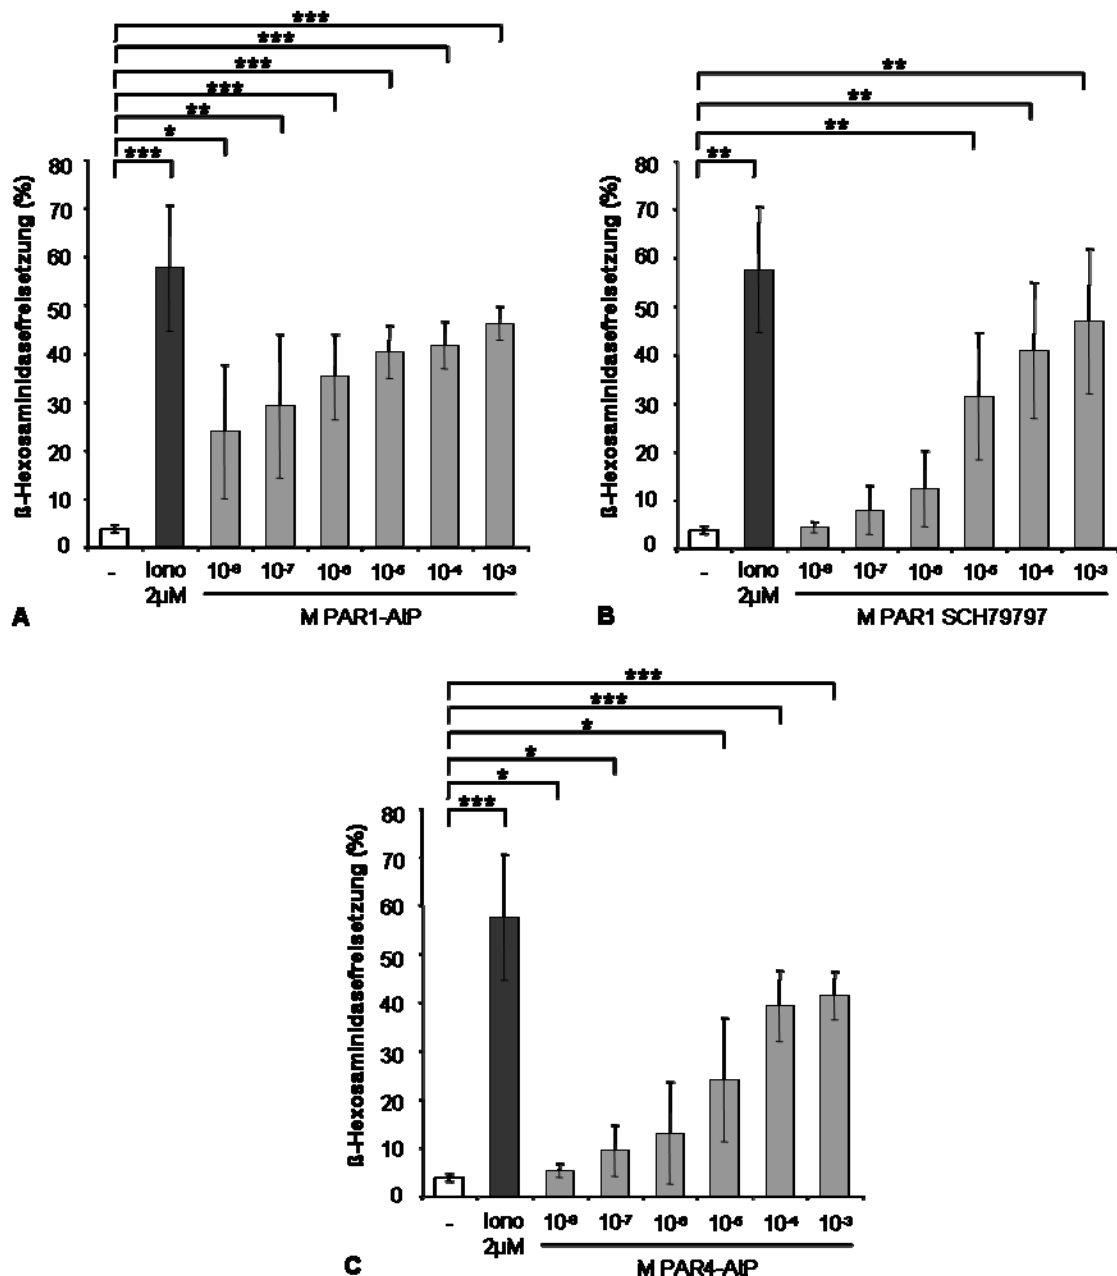 ***
***
***
***
**
*
***
ß-Hexosaminidasefreisetzung (%)
80
70
60
50
40
30
20
10
0
- Iono 10⁻⁸ 10⁻⁷ 10⁻⁶ 10⁻⁵ 10⁻⁴ 10⁻³
2µM
M PAR1-AIP
A
**
**
**
**
ß-Hexosaminidasefreisetzung (%)
80
70
60
50
40
30
20
10
0
- Iono 10⁻⁸ 10⁻⁷ 10⁻⁶ 10⁻⁵ 10⁻⁴ 10⁻³
2µM
M PAR1 SCH79797
B
***
***
*
*
*
***
ß-Hexosaminidasefreisetzung (%)
80
70
60
50
40
30
20
10
0
- Iono 10⁻⁸ 10⁻⁷ 10⁻⁶ 10⁻⁵ 10⁻⁴ 10⁻³
2µM
M PAR4-AIP
C